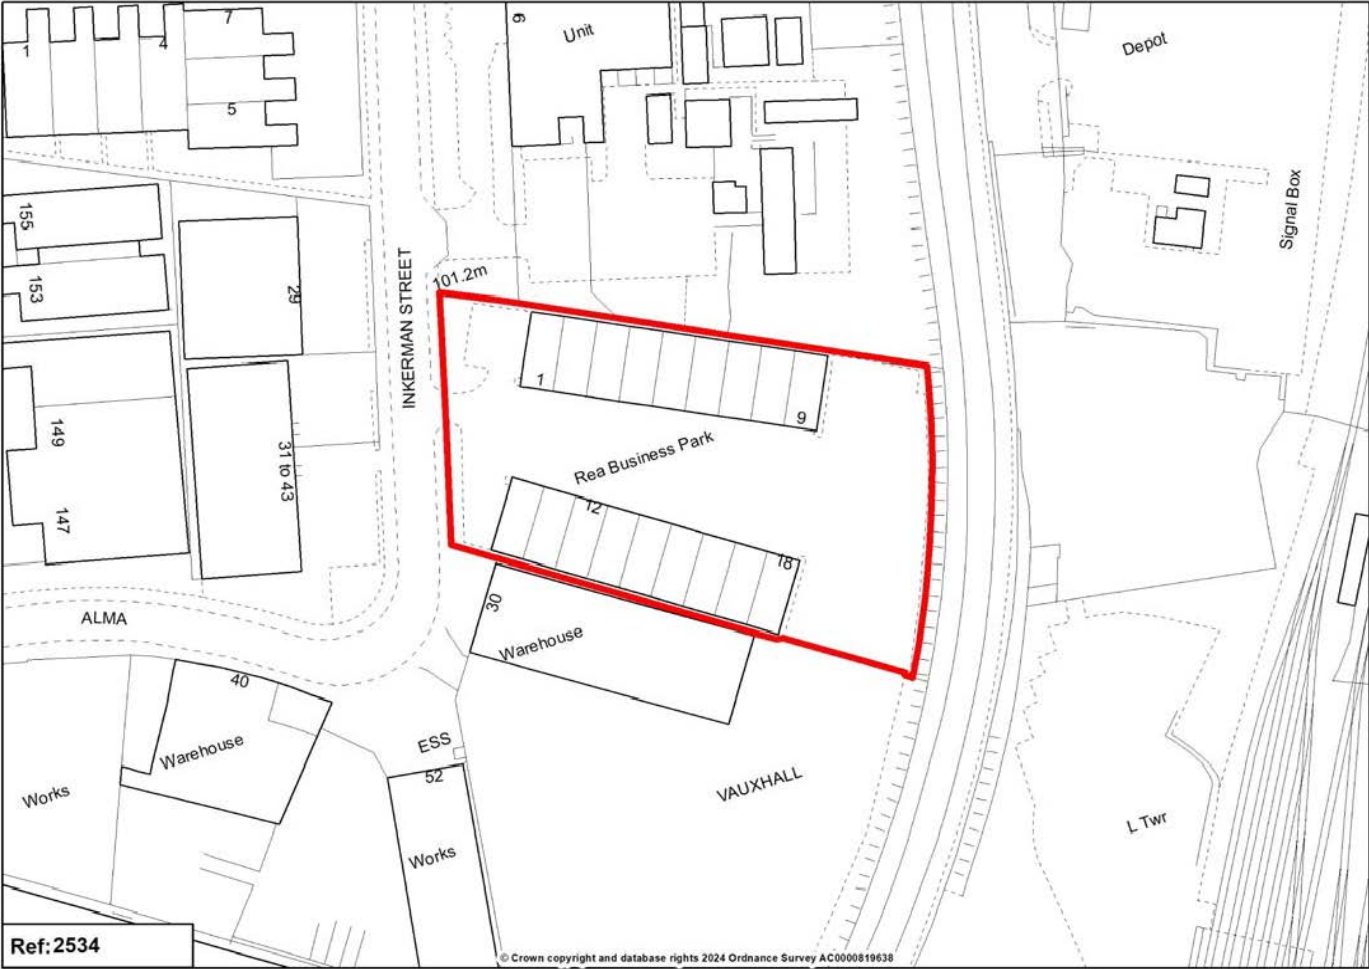 7
1
4
5
6
Unit
Depot
Signal Box
155
153
29
INKERMAN STREET
101.2m
1
9
Rea Business Park
149
147
31 to 43
12
18
30
Warehouse
ALMA
40
Warehouse
Works
ESS
52
Works
VAUXHALL
L Twr
Ref:2534
© Crown copyright and database rights 2024 Ordnance Survey AC0000819638